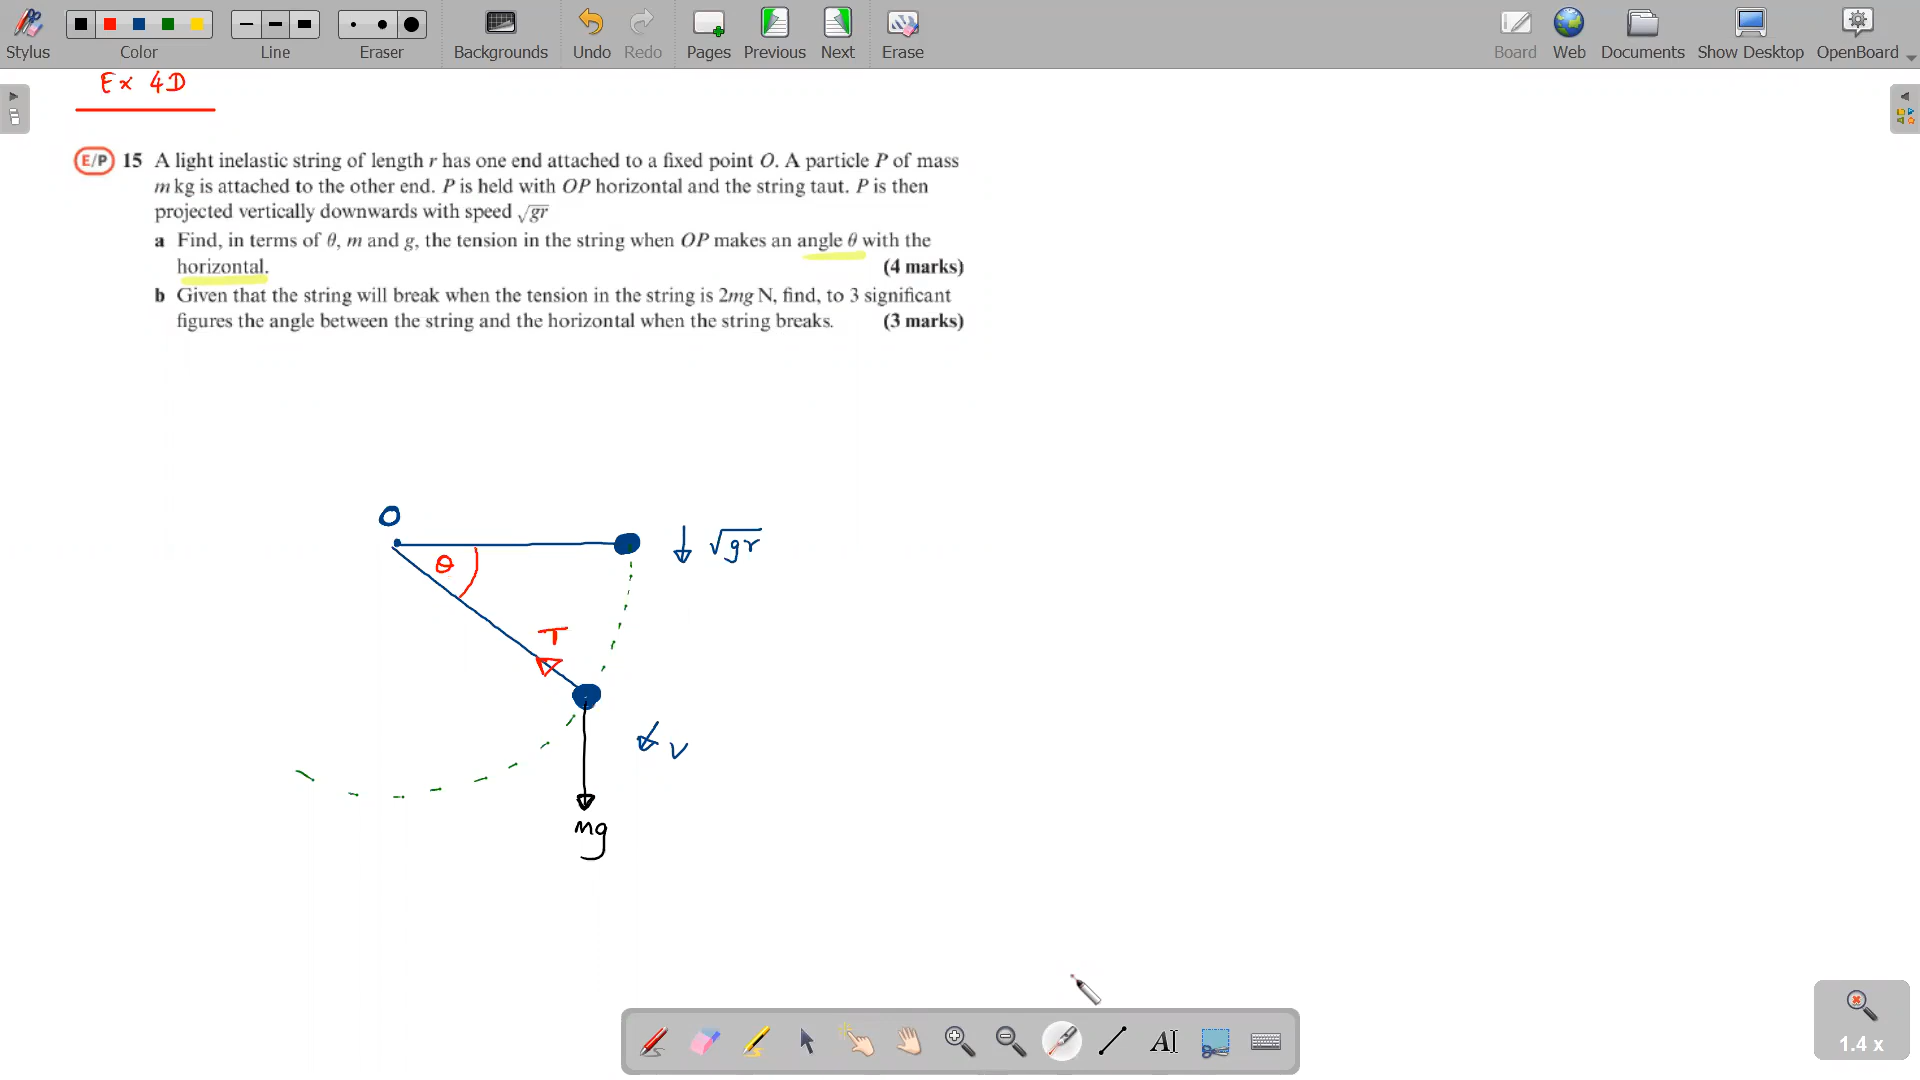 Stylus Color Line Eraser Backgrounds Undo Redo Pages Previous Next Erase Board Web Documents Show Desktop OpenBoard
Ex 4D
E/P 15 A light inelastic string of length r has one end attached to a fixed point O. A particle P of mass
m kg is attached to the other end. P is held with OP horizontal and the string taut. P is then
projected vertically downwards with speed √gr
a Find, in terms of θ, m and g, the tension in the string when OP makes an angle θ with the
horizontal. (4 marks)
b Given that the string will break when the tension in the string is 2mg N, find, to 3 significant
figures the angle between the string and the horizontal when the string breaks. (3 marks)
O
√gr
θ
T
v
mg
AI
1.4 x